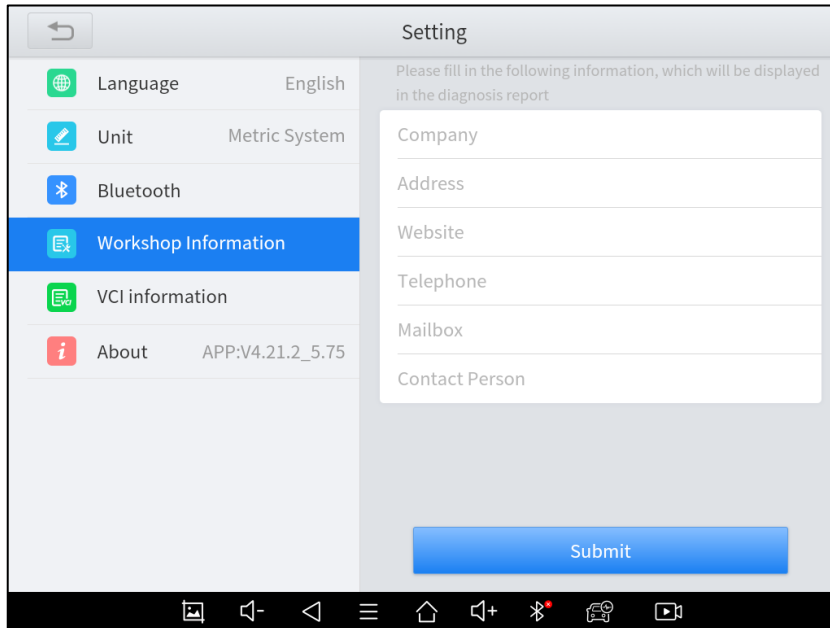 Setting
Language English
Unit Metric System
Bluetooth
Workshop Information
VCI information
About APP:V4.21.2_5.75
Please fill in the following information, which will be displayed
in the diagnosis report
Company
Address
Website
Telephone
Mailbox
Contact Person
Submit